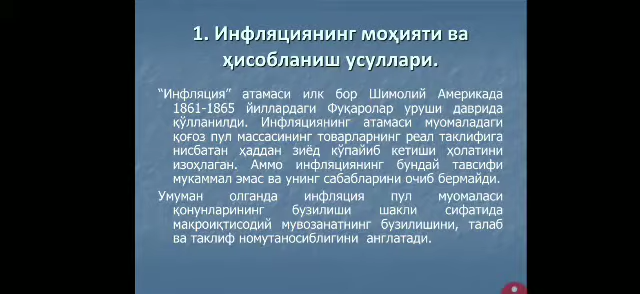 1. Инфляциянинг моҳияти ва
ҳисобланиш усуллари.
“Инфляция” атамаси илк бор Шимолий Америкада
1861-1865 йиллардаги Фуқаролар уруши даврида
қўлланилди. Инфляциянинг атамаси муомаладаги
қоғоз пул массасининг товарларнинг реал таклифига
нисбатан ҳаддан зиёд кўпайиб кетиши ҳолатини
изоҳлаган. Аммо инфляциянинг бундай тавсифи
мукаммал эмас ва унинг сабабларини очиб бермайди.
Умуман олганда инфляция пул муомаласи
қонунларининг бузилиши шакли сифатида
макроиқтисодий мувозанатнинг бузилишини, талаб
ва таклиф номутаносиблигини англатади.